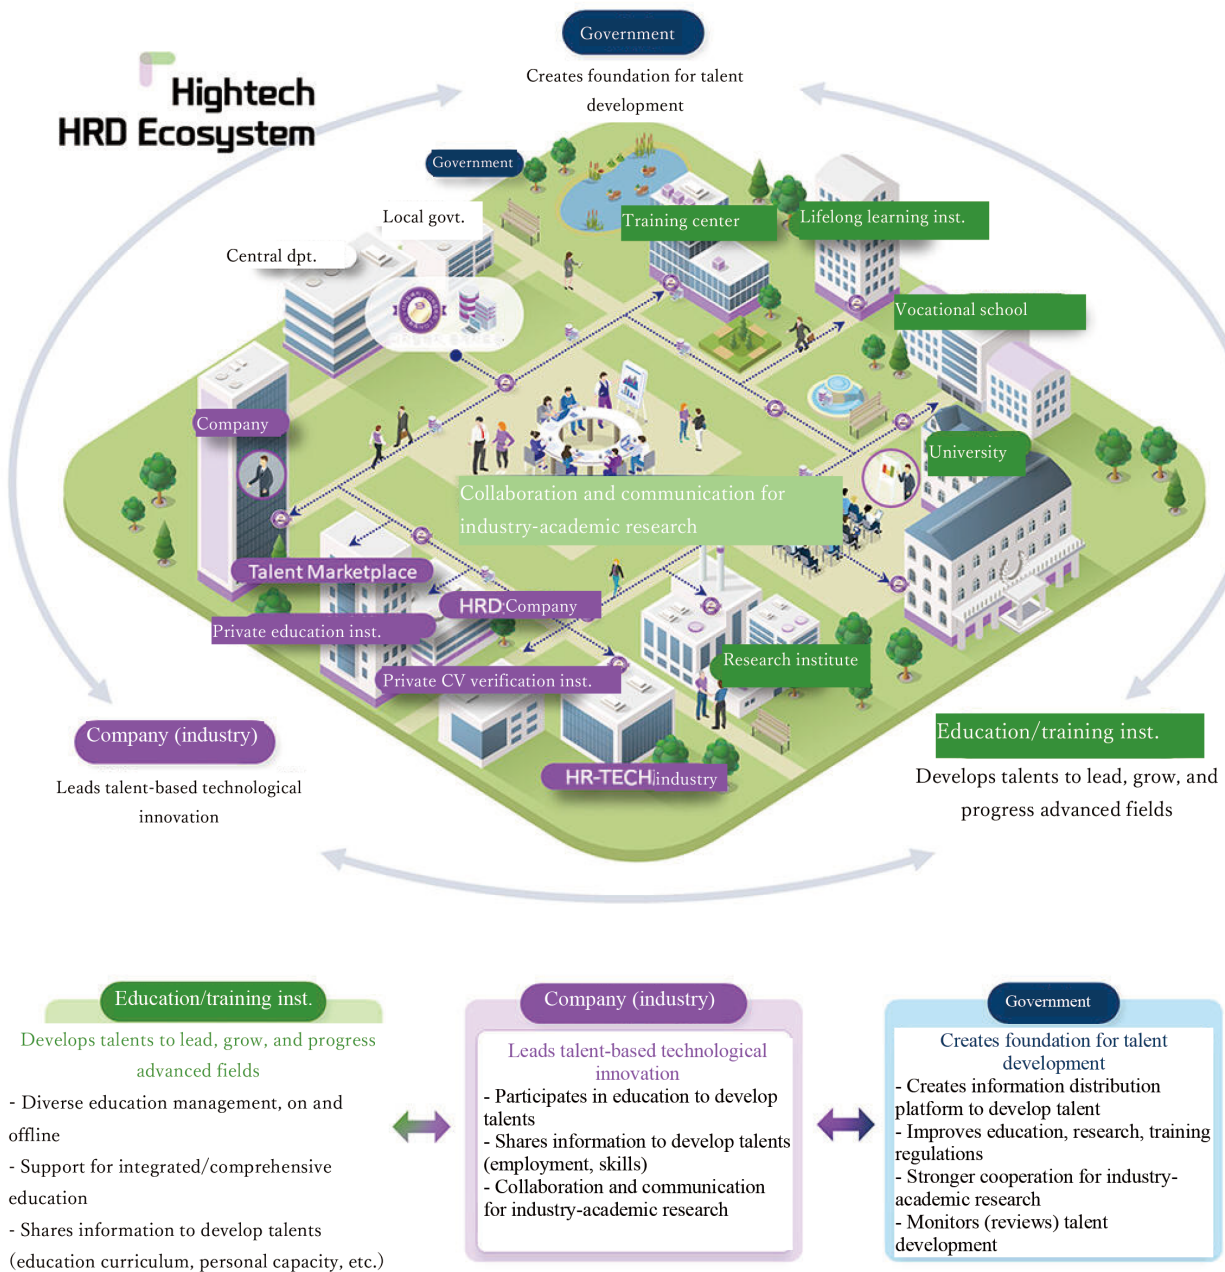 Government
Creates foundation for talent
development
Hightech
HRD Ecosystem
Government
Local govt.
Central dpt.
Training center
Lifelong learning inst.
Vocational school
Company
University
Collaboration and communication for
industry-academic research
Talent Marketplace
HRD Company
Private education inst.
Private CV verification inst.
Research institute
HR-TECH industry
Company (industry)
Leads talent-based technological
innovation
Education/training inst.
Develops talents to lead, grow, and
progress advanced fields
Education/training inst.
Develops talents to lead, grow, and progress
advanced fields
- Diverse education management, on and
offline
- Support for integrated/comprehensive
education
- Shares information to develop talents
(education curriculum, personal capacity, etc.)
Company (industry)
Leads talent-based technological
innovation
- Participates in education to develop
talents
- Shares information to develop talents
(employment, skills)
- Collaboration and communication
for industry-academic research
Government
Creates foundation for talent
development
- Creates information distribution
platform to develop talent
- Improves education, research, training
regulations
- Stronger cooperation for industry-
academic research
- Monitors (reviews) talent
development